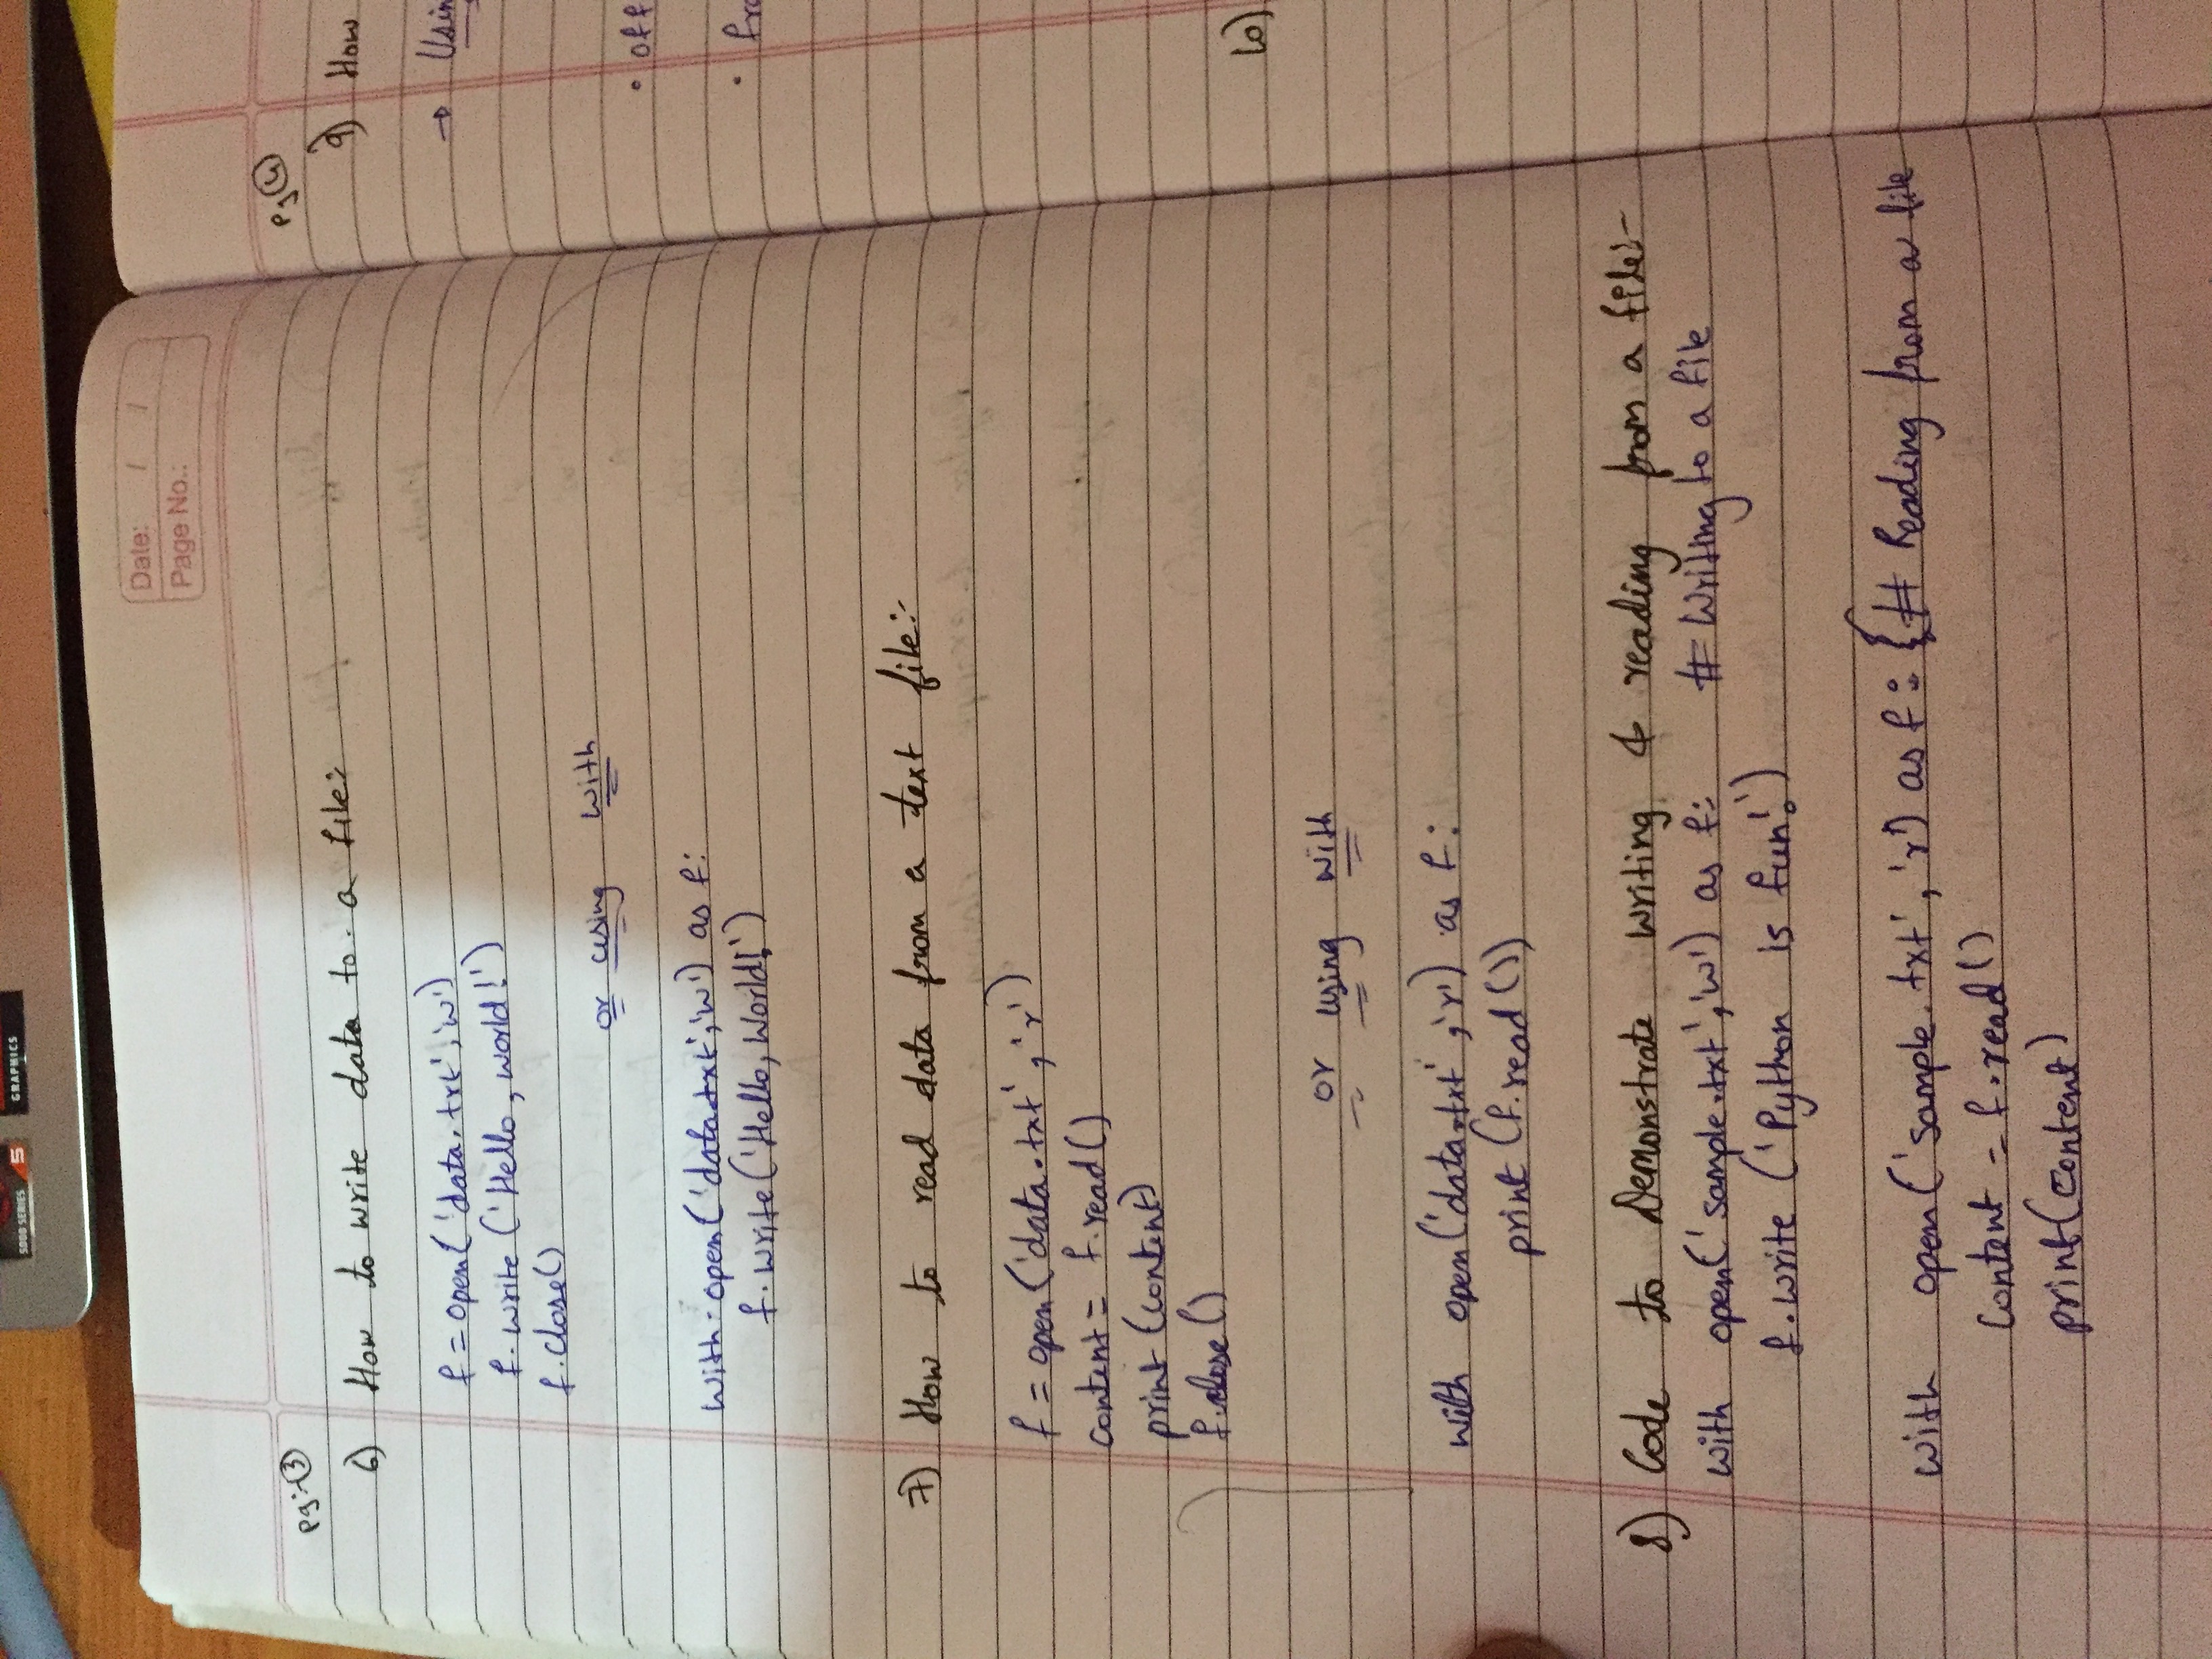 5000 SERIES 5
GRAPHICS
Date: / /
Page No.:
Pg:-③
6) How to write data to a file:
f = open('data.txt','w')
f.write ('Hello, world!')
f.close()
or using with
with open('data.txt','w') as f:
f.write('Hello, World!')
7) How to read data from a text file:-
f = open('data.txt','r')
content = f.read()
print (content)
f.close()
or using with
with open('data.txt','r') as f:
print (f.read())
8) Code to Demonstrate writing & reading from a file:-
with open('sample.txt','w') as f: # Writing to a file
f.write ('Python is fun!')
with open('sample.txt','r') as f: {# Reading from a file
Content = f.read()
print(content)
Pg ④
9) How
→ Usin
• off
• fro
10)